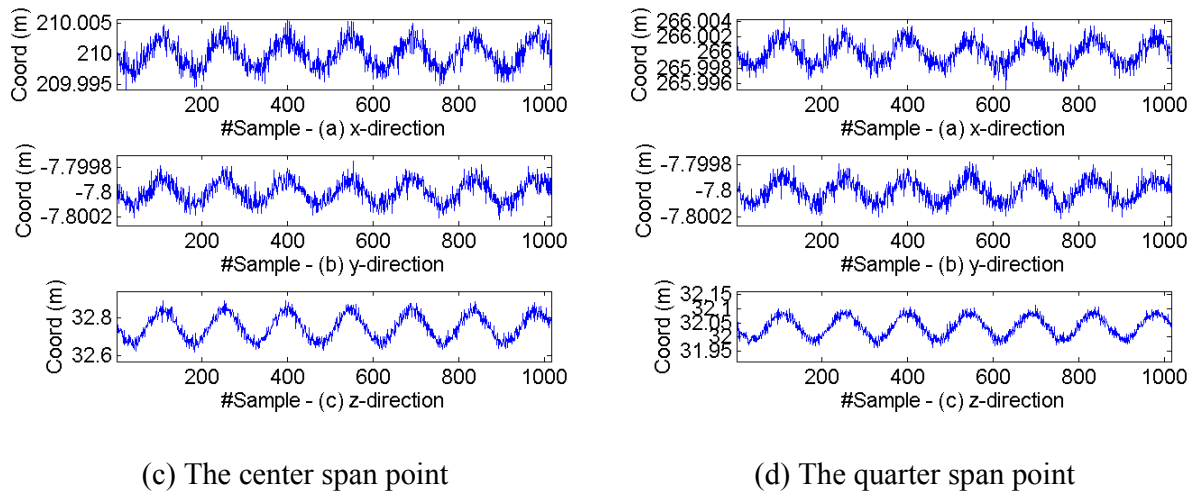 210.005
210
209.995
Coord (m)
200 400 600 800 1000
#Sample - (a) x-direction
-7.7998
-7.8
-7.8002
Coord (m)
200 400 600 800 1000
#Sample - (b) y-direction
32.8
32.6
Coord (m)
200 400 600 800 1000
#Sample - (c) z-direction
(c) The center span point
266.004
266.002
266
265.998
265.996
Coord (m)
200 400 600 800 1000
#Sample - (a) x-direction
-7.7998
-7.8
-7.8002
Coord (m)
200 400 600 800 1000
#Sample - (b) y-direction
32.15
32.1
32.05
32
31.95
Coord (m)
200 400 600 800 1000
#Sample - (c) z-direction
(d) The quarter span point